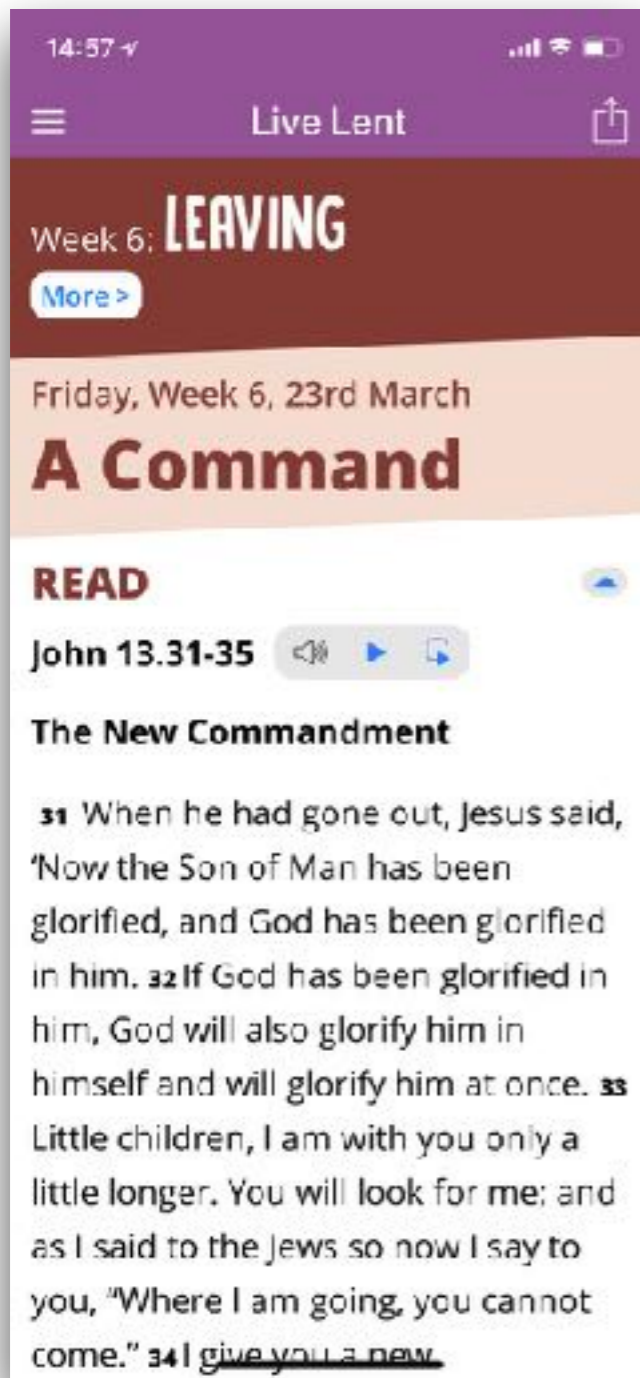 14:57
Live Lent
Week 6: LEAVING
More >
Friday, Week 6, 23rd March
A Command
READ
John 13.31-35
The New Commandment
31 When he had gone out, Jesus said,
‘Now the Son of Man has been
glorified, and God has been glorified
in him. 32 If God has been glorified in
him, God will also glorify him in
himself and will glorify him at once. 33
Little children, I am with you only a
little longer. You will look for me; and
as I said to the Jews so now I say to
you, “Where I am going, you cannot
come.” 34 I give you a new